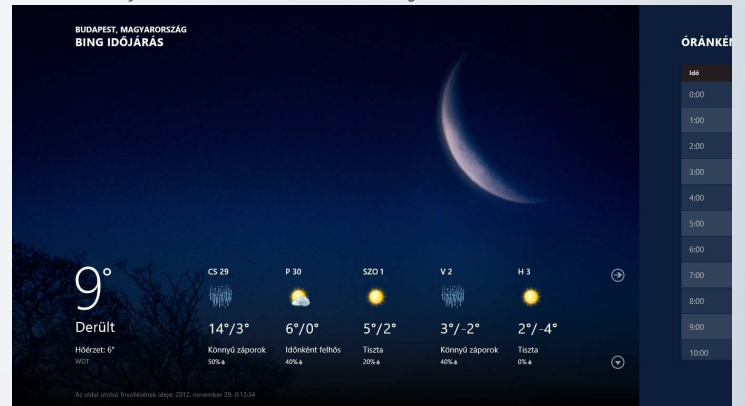 BUDAPEST, MAGYARORSZÁG
BING IDŐJÁRÁS
9°
Derült
Hőérzet: 6°
WDT
CS 29
14°/3°
Könnyű záporok
50%
P 30
6°/0°
Időnként felhős
40%
SZO 1
5°/2°
Tiszta
20%
V 2
3°/-2°
Könnyű záporok
40%
H 3
2°/-4°
Tiszta
0%
Az oldal utolsó frissítésének ideje: 2012. november 29. 0:13:34
Idő
0:00
1:00
2:00
3:00
4:00
5:00
6:00
7:00
8:00
9:00
10:00